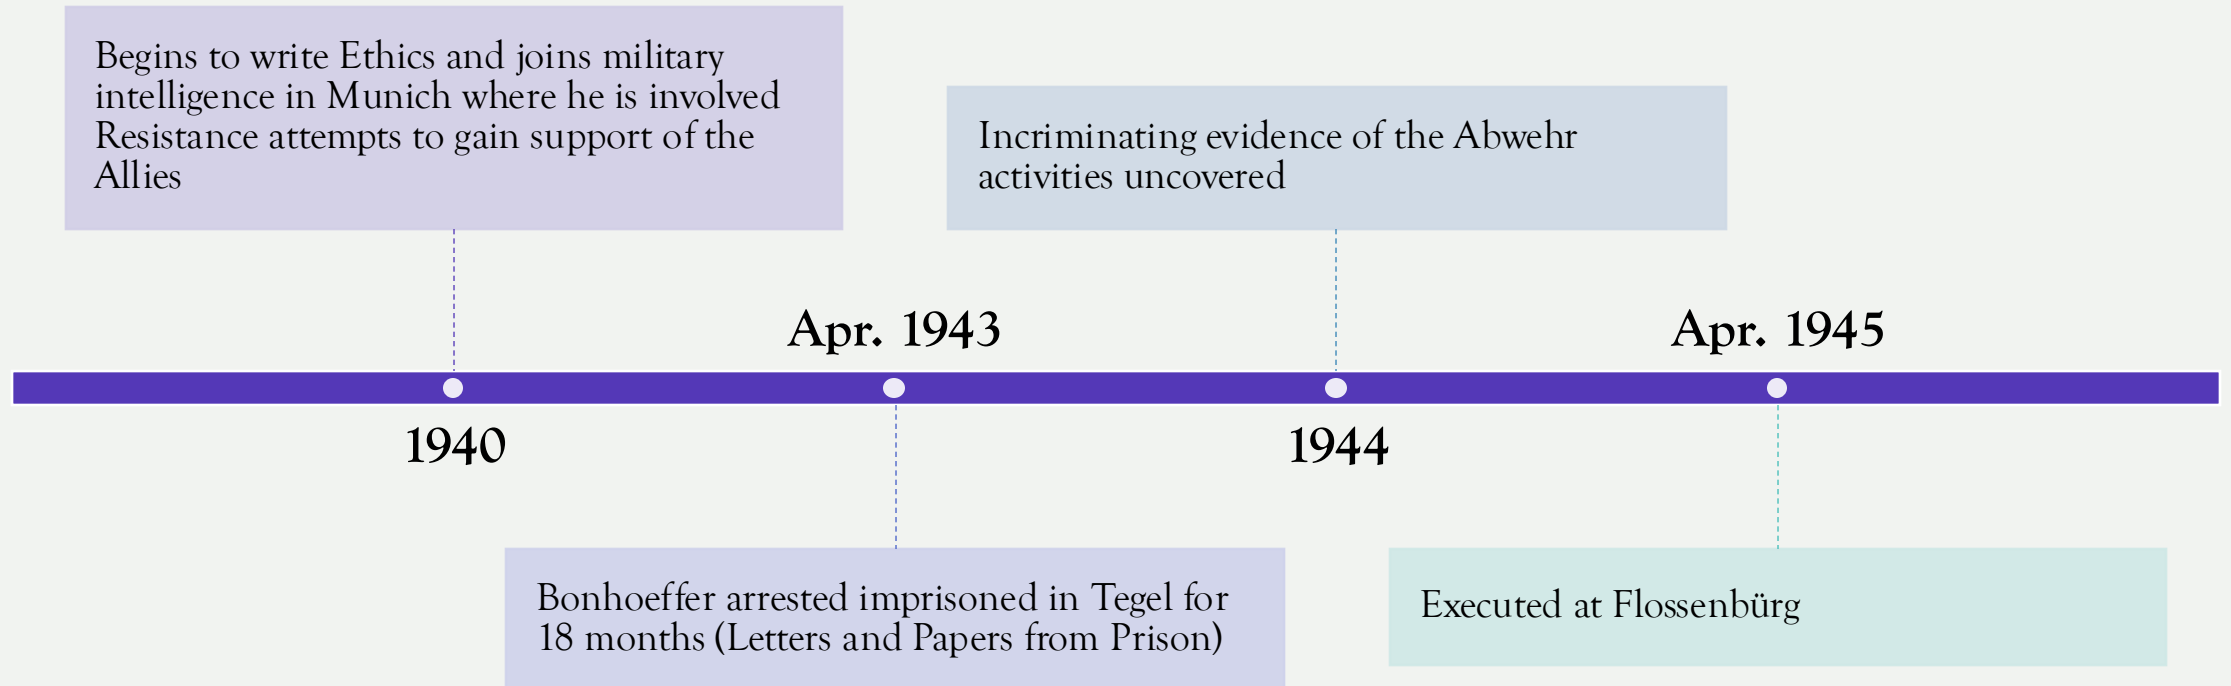 Begins to write Ethics and joins military
intelligence in Munich where he is involved
Resistance attempts to gain support of the
Allies
Incriminating evidence of the Abwehr
activities uncovered
Apr. 1943
Apr. 1945
1940
1944
Bonhoeffer arrested imprisoned in Tegel for
18 months (Letters and Papers from Prison)
Executed at Flossenbürg